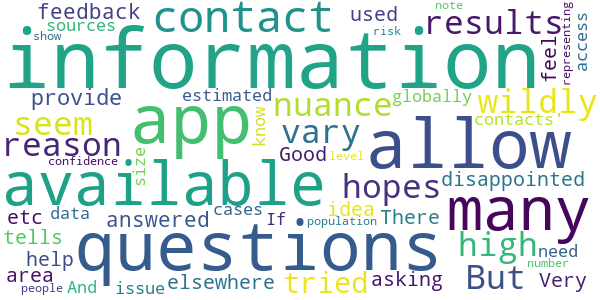 feedback contact used note
sources results access representing
show risk feel
information
provide estimated globally wildly
seem app nuance contacts
reason size know vary allow
confidence Good level hopes disappointed
available many
etc data answered cases If idea There
tells questions population high need
help tried But number
area And issue elsewhere asking Very
people